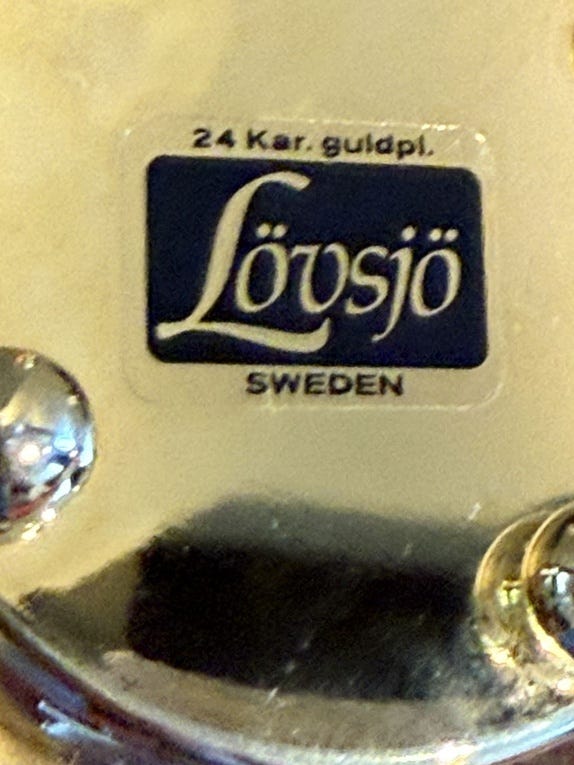 24 Kar. guldpl.
Lövsjö
SWEDEN